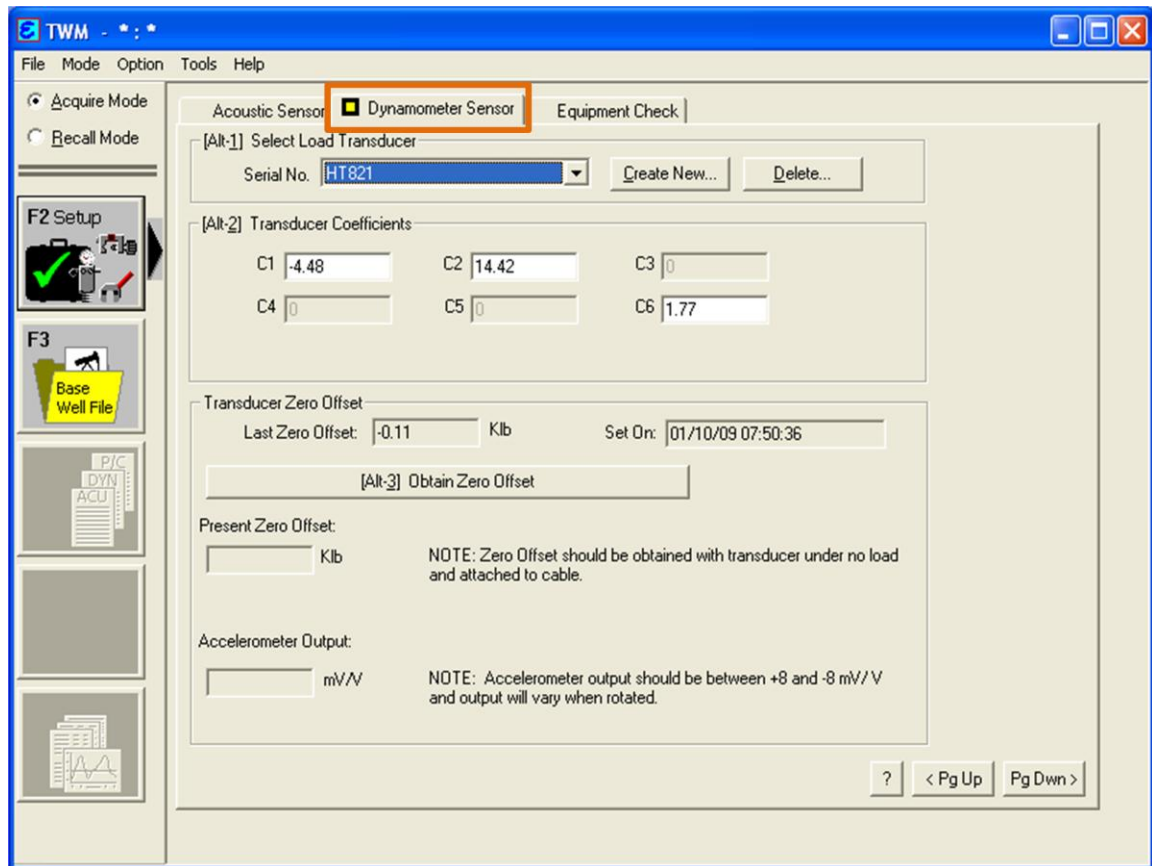 TWM - * : *
File Mode Option Tools Help
Acquire Mode
Recall Mode
F2 Setup
F3
Base
Well File
P/C
DYN
ACU
Acoustic Sensor Dynamometer Sensor Equipment Check
[Alt-1] Select Load Transducer
Serial No. HT821 Create New... Delete...
[Alt-2] Transducer Coefficients
C1 -4.48 C2 14.42 C3 0
C4 0 C5 0 C6 1.77
Transducer Zero Offset
Last Zero Offset: -0.11 Klb Set On: 01/10/09 07:50:36
[Alt-3] Obtain Zero Offset
Present Zero Offset:
Klb NOTE: Zero Offset should be obtained with transducer under no load
and attached to cable.
Accelerometer Output:
mV/V NOTE: Accelerometer output should be between +8 and -8 mV/ V
and output will vary when rotated.
? < Pg Up Pg Dwn >